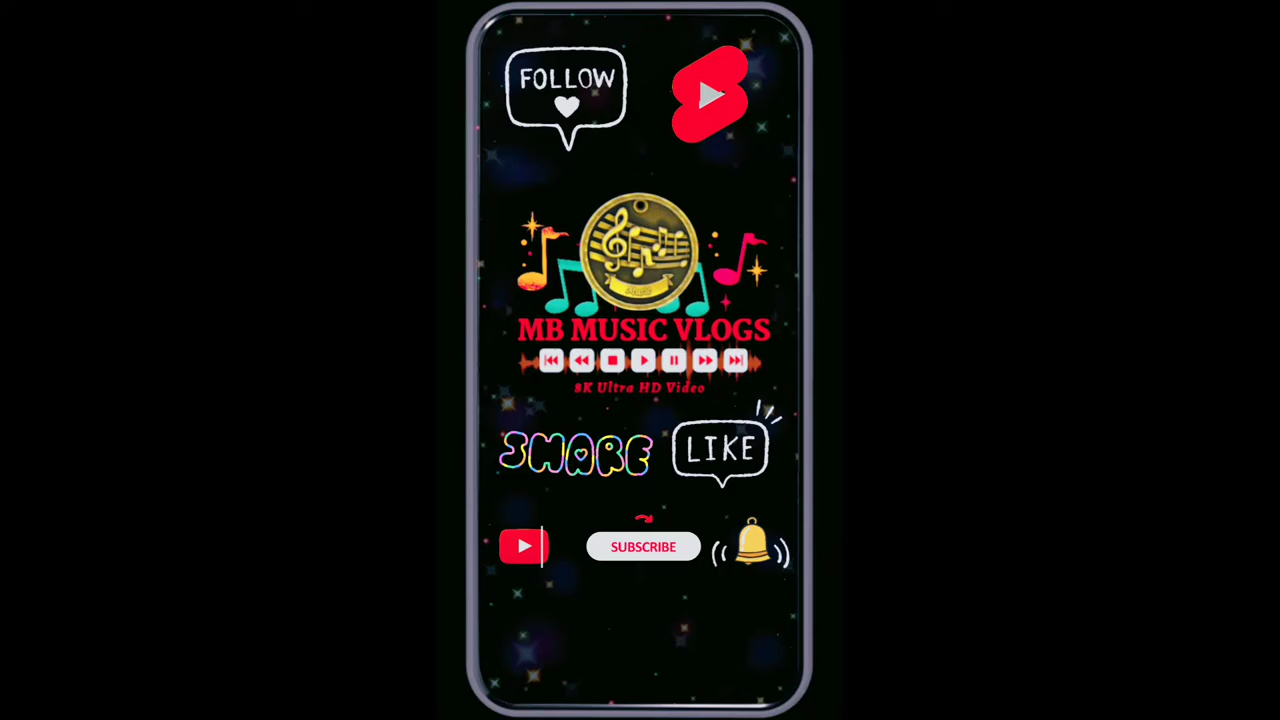 FOLLOW
MB MUSIC VLOGS
8K Ultra HD Video
SHARE
LIKE
SUBSCRIBE